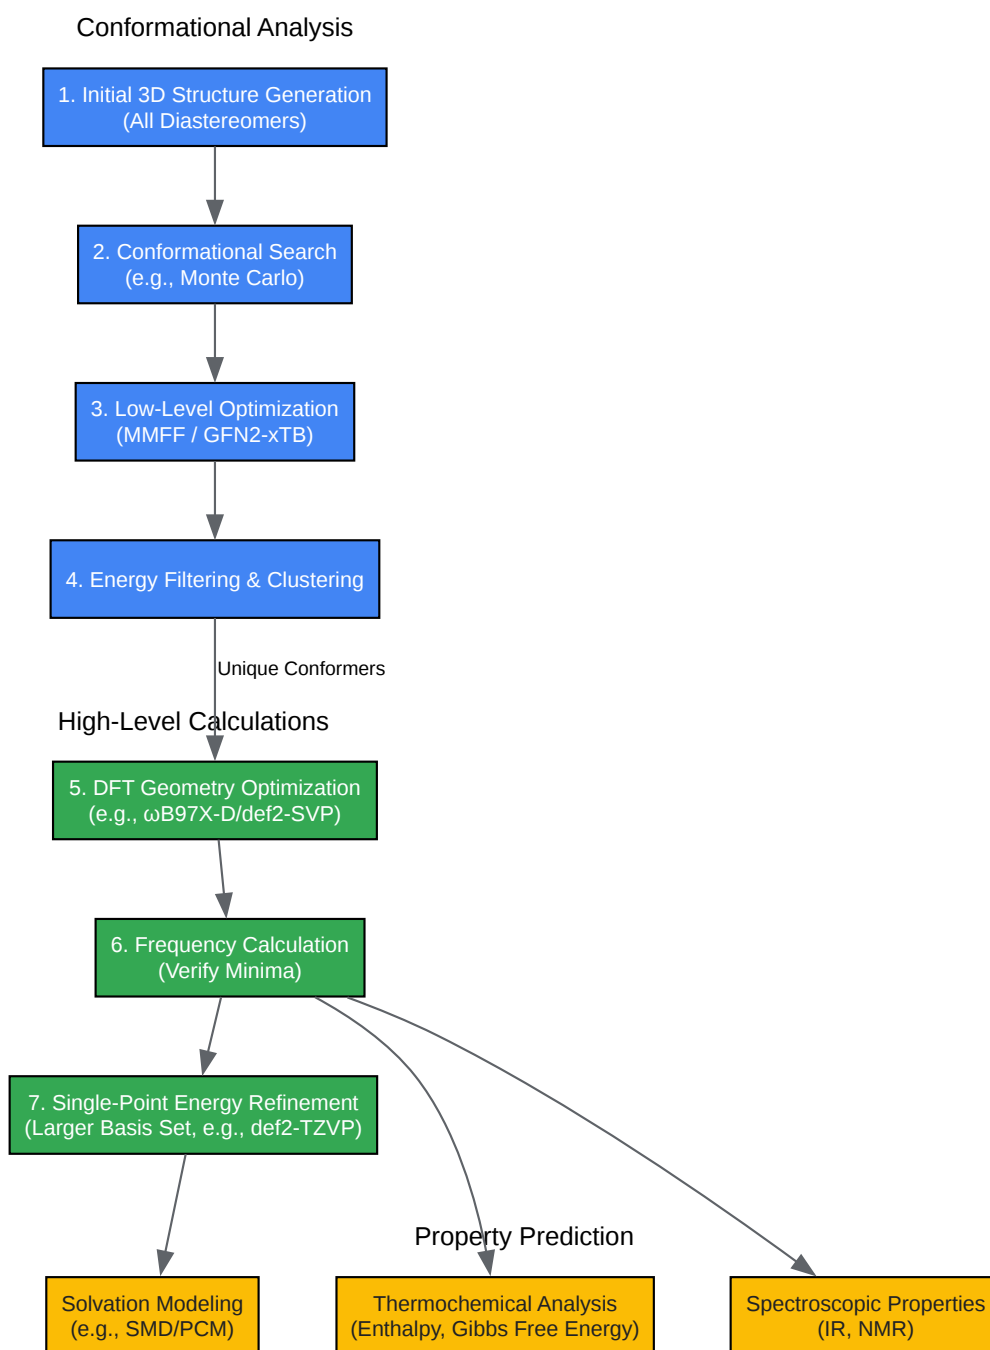 Conformational Analysis
1. Initial 3D Structure Generation
(All Diastereomers)
2. Conformational Search
(e.g., Monte Carlo)
3. Low-Level Optimization
(MMFF / GFN2-xTB)
4. Energy Filtering & Clustering
Unique Conformers
High-Level Calculations
5. DFT Geometry Optimization
(e.g., ωB97X-D/def2-SVP)
6. Frequency Calculation
(Verify Minima)
7. Single-Point Energy Refinement
(Larger Basis Set, e.g., def2-TZVP)
Property Prediction
Solvation Modeling
(e.g., SMD/PCM)
Thermochemical Analysis
(Enthalpy, Gibbs Free Energy)
Spectroscopic Properties
(IR, NMR)